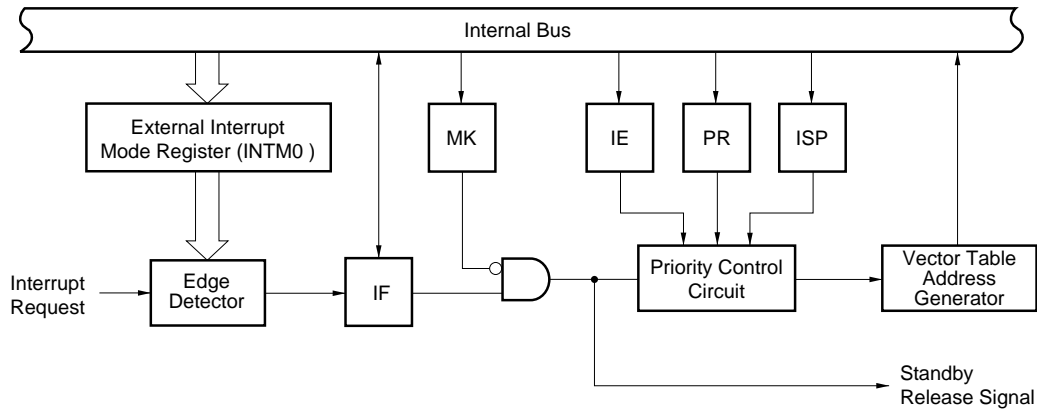 Internal Bus
External Interrupt
Mode Register (INTM0 )
MK
IE
PR
ISP
Interrupt
Request
Edge
Detector
IF
Priority Control
Circuit
Vector Table
Address
Generator
Standby
Release Signal